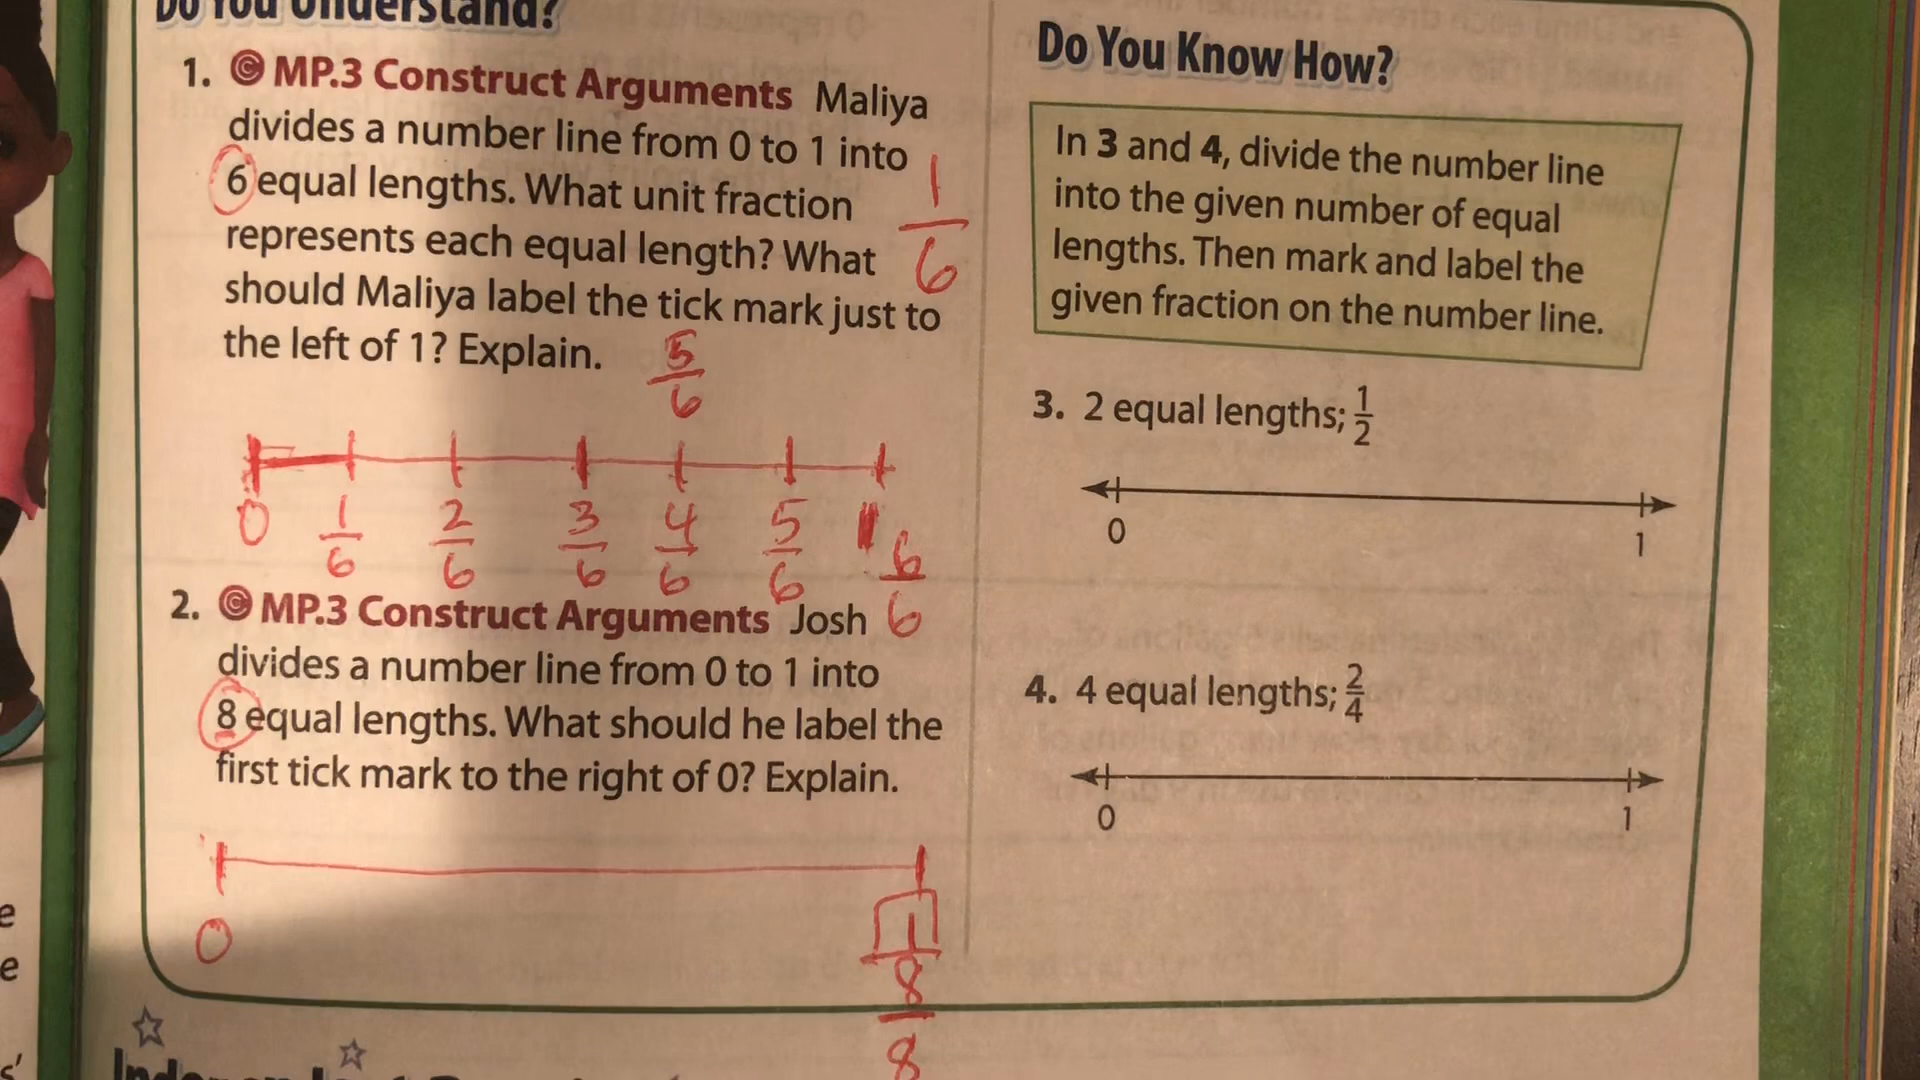 Do You Understand?
1. © MP.3 Construct Arguments Maliya
divides a number line from 0 to 1 into
6 equal lengths. What unit fraction
represents each equal length? What
should Maliya label the tick mark just to
the left of 1? Explain.
1/6
5/6
0 1/6 2/6 3/6 4/6 5/6 1 6/6
2. © MP.3 Construct Arguments Josh
divides a number line from 0 to 1 into
8 equal lengths. What should he label the
first tick mark to the right of 0? Explain.
0 1
8/8
Do You Know How?
In 3 and 4, divide the number line
into the given number of equal
lengths. Then mark and label the
given fraction on the number line.
3. 2 equal lengths; 1/2
0 1
4. 4 equal lengths; 2/4
0 1
e
e
s'